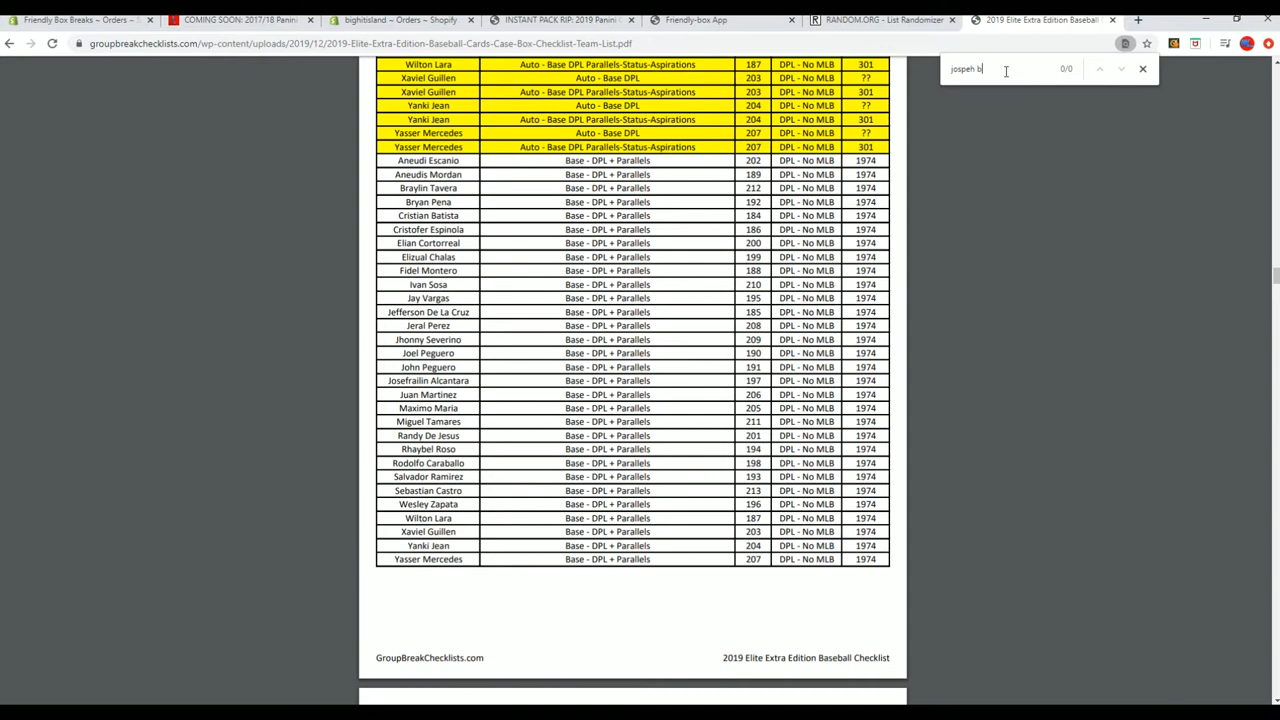 Friendly Box Breaks ~ Orders ~ S COMING SOON: 2017/18 Panini bighitisland ~ Orders ~ Shopify INSTANT PACK RIP: 2019 Panini Friendly-box App RANDOM.ORG - List Randomizer 2019 Elite Extra Edition Baseball
groupbreakchecklists.com/wp-content/uploads/2019/12/2019-Elite-Extra-Edition-Baseball-Cards-Case-Box-Checklist-Team-List.pdf
jospeh b 0/0
Wilton Lara Auto - Base DPL Parallels-Status-Aspirations 187 DPL - No MLB 301
Xaviel Guillen Auto - Base DPL 203 DPL - No MLB ??
Xaviel Guillen Auto - Base DPL Parallels-Status-Aspirations 203 DPL - No MLB 301
Yanki Jean Auto - Base DPL 204 DPL - No MLB ??
Yanki Jean Auto - Base DPL Parallels-Status-Aspirations 204 DPL - No MLB 301
Yasser Mercedes Auto - Base DPL 207 DPL - No MLB ??
Yasser Mercedes Auto - Base DPL Parallels-Status-Aspirations 207 DPL - No MLB 301
Aneudi Escanio Base - DPL + Parallels 202 DPL - No MLB 1974
Aneudis Mordan Base - DPL + Parallels 189 DPL - No MLB 1974
Braylin Tavera Base - DPL + Parallels 212 DPL - No MLB 1974
Bryan Pena Base - DPL + Parallels 192 DPL - No MLB 1974
Cristian Batista Base - DPL + Parallels 184 DPL - No MLB 1974
Cristofer Espinola Base - DPL + Parallels 186 DPL - No MLB 1974
Elian Cortorreal Base - DPL + Parallels 200 DPL - No MLB 1974
Elizual Chalas Base - DPL + Parallels 199 DPL - No MLB 1974
Fidel Montero Base - DPL + Parallels 188 DPL - No MLB 1974
Ivan Sosa Base - DPL + Parallels 210 DPL - No MLB 1974
Jay Vargas Base - DPL + Parallels 195 DPL - No MLB 1974
Jefferson De La Cruz Base - DPL + Parallels 185 DPL - No MLB 1974
Jeral Perez Base - DPL + Parallels 208 DPL - No MLB 1974
Jhonny Severino Base - DPL + Parallels 209 DPL - No MLB 1974
Joel Peguero Base - DPL + Parallels 190 DPL - No MLB 1974
John Peguero Base - DPL + Parallels 191 DPL - No MLB 1974
Josefrailin Alcantara Base - DPL + Parallels 197 DPL - No MLB 1974
Juan Martinez Base - DPL + Parallels 206 DPL - No MLB 1974
Maximo Maria Base - DPL + Parallels 205 DPL - No MLB 1974
Miguel Tamares Base - DPL + Parallels 211 DPL - No MLB 1974
Randy De Jesus Base - DPL + Parallels 201 DPL - No MLB 1974
Rhaybel Roso Base - DPL + Parallels 194 DPL - No MLB 1974
Rodolfo Caraballo Base - DPL + Parallels 198 DPL - No MLB 1974
Salvador Ramirez Base - DPL + Parallels 193 DPL - No MLB 1974
Sebastian Castro Base - DPL + Parallels 213 DPL - No MLB 1974
Wesley Zapata Base - DPL + Parallels 196 DPL - No MLB 1974
Wilton Lara Base - DPL + Parallels 187 DPL - No MLB 1974
Xaviel Guillen Base - DPL + Parallels 203 DPL - No MLB 1974
Yanki Jean Base - DPL + Parallels 204 DPL - No MLB 1974
Yasser Mercedes Base - DPL + Parallels 207 DPL - No MLB 1974
GroupBreakChecklists.com 2019 Elite Extra Edition Baseball Checklist